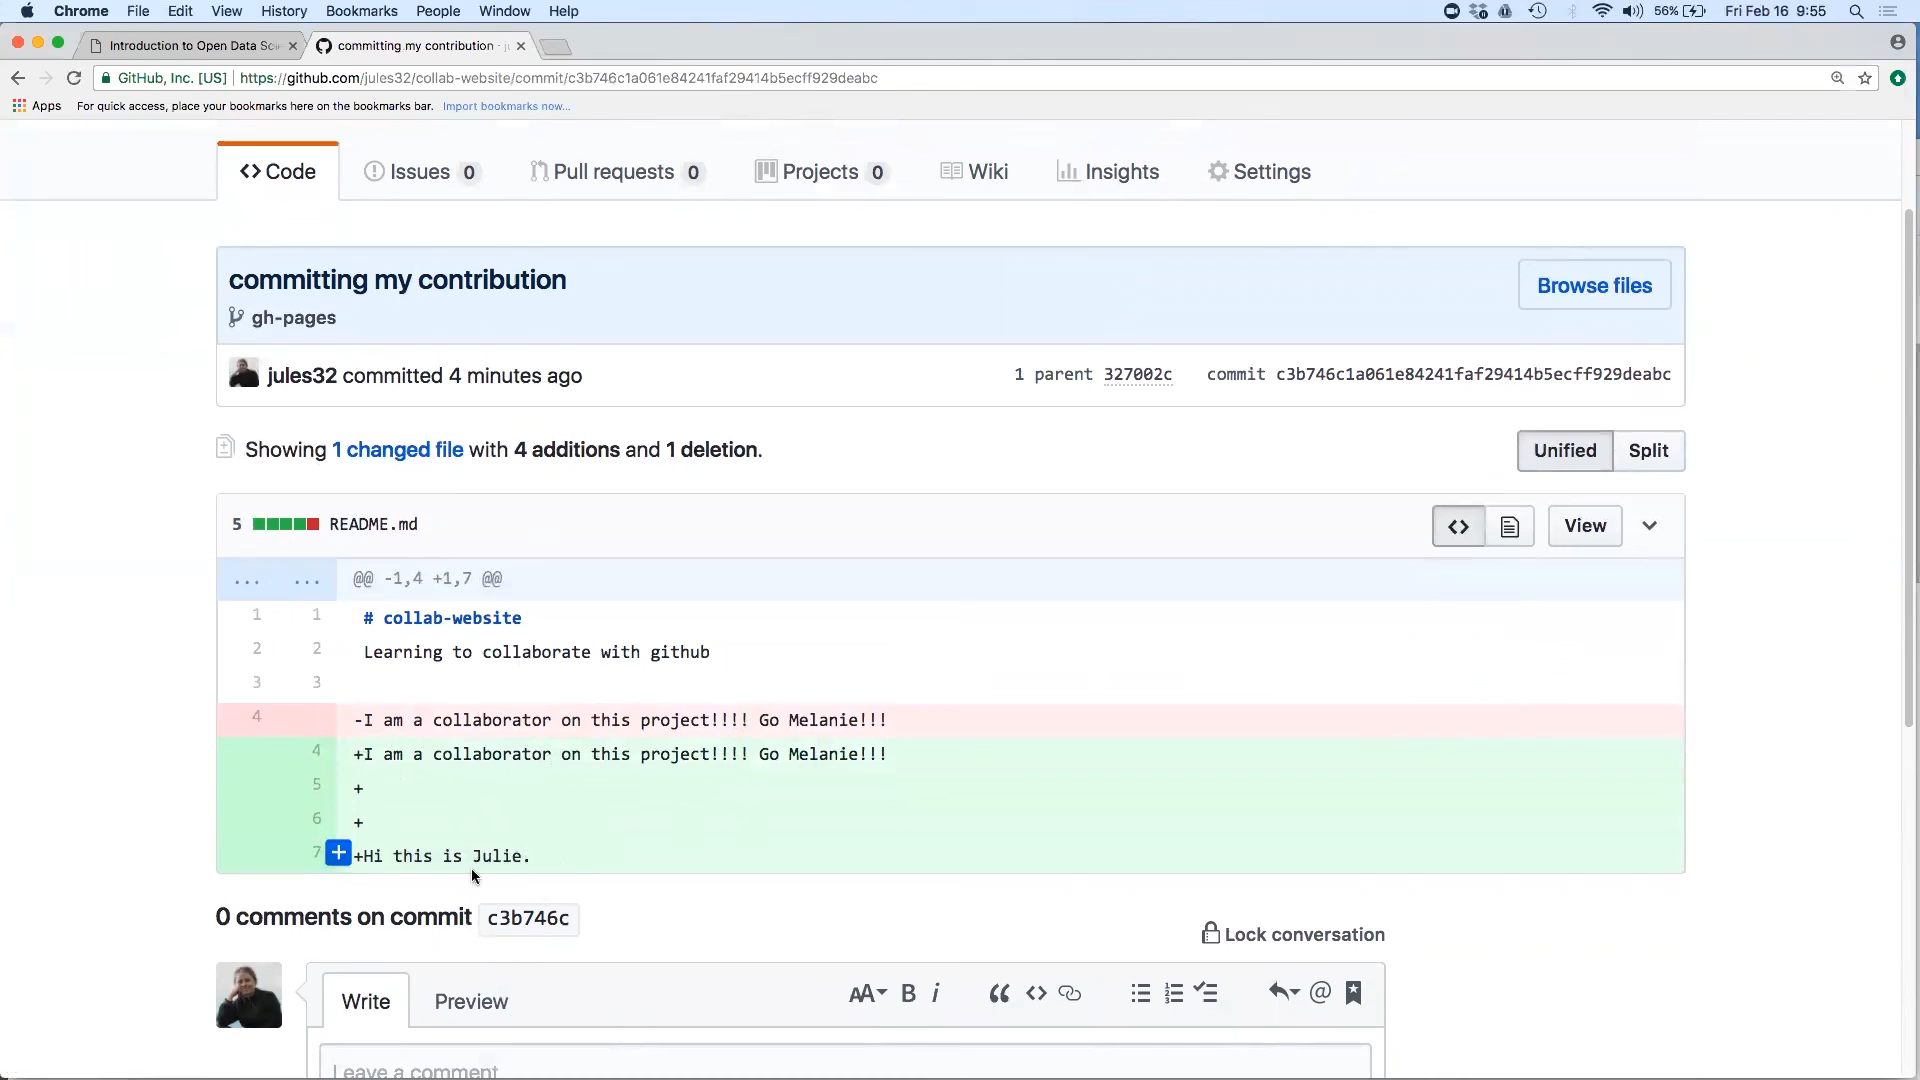 Chrome File Edit View History Bookmarks People Window Help 56% Fri Feb 16 9:55
Introduction to Open Data Sci committing my contribution · j
GitHub, Inc. [US] https://github.com/jules32/collab-website/commit/c3b746c1a061e84241faf29414b5ecff929deabc
Apps For quick access, place your bookmarks here on the bookmarks bar. Import bookmarks now...
<> Code Issues 0 Pull requests 0 Projects 0 Wiki Insights Settings
committing my contribution Browse files
gh-pages
jules32 committed 4 minutes ago 1 parent 327002c commit c3b746c1a061e84241faf29414b5ecff929deabc
Showing 1 changed file with 4 additions and 1 deletion. Unified Split
5 README.md <> View
... ... @@ -1,4 +1,7 @@
1 1 # collab-website
2 2 Learning to collaborate with github
3 3
4 -I am a collaborator on this project!!!! Go Melanie!!!
4 +I am a collaborator on this project!!!! Go Melanie!!!
5 +
6 +
7 + +Hi this is Julie.
0 comments on commit c3b746c
Lock conversation
Write Preview AA B i “ <> @
Leave a comment